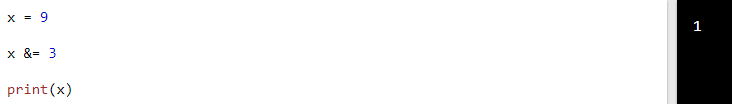 x = 9
x &= 3
print(x)
1